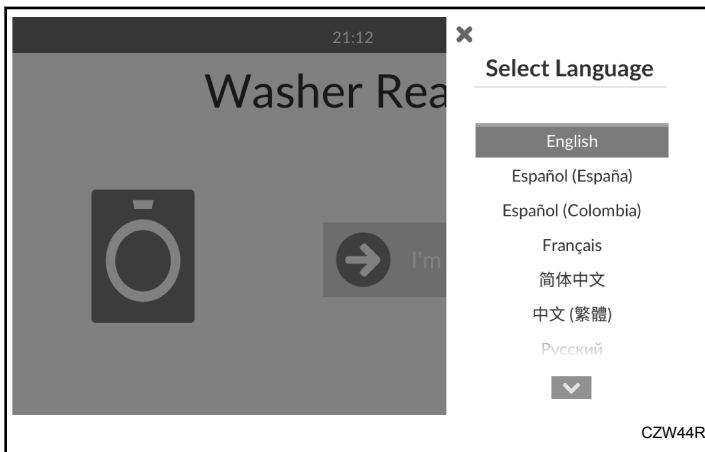 21:12
Washer Rea
I'm
Select Language
English
Español (España)
Español (Colombia)
Français
简体中文
中文 (繁體)
Русский
CZW44R